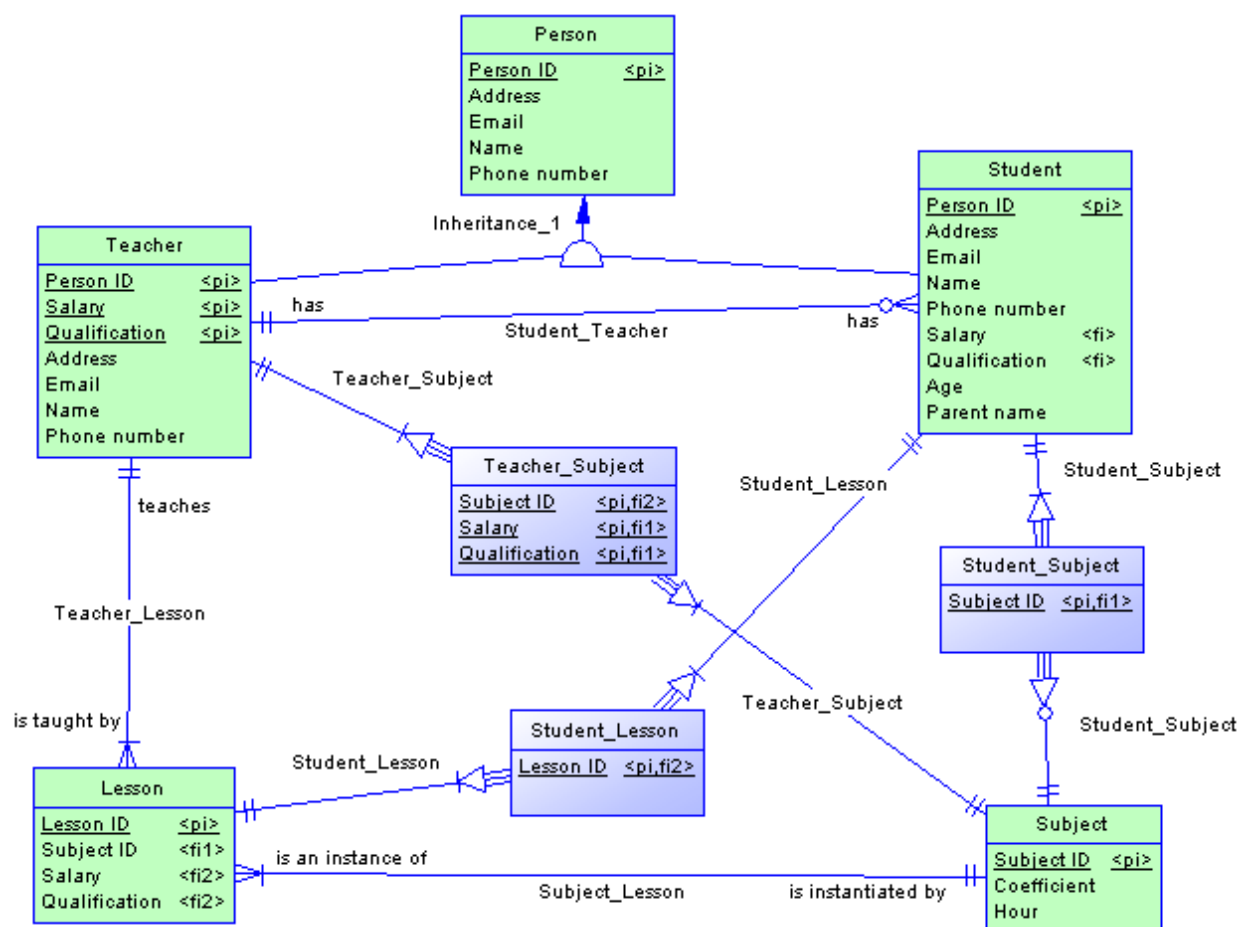 Person
Person ID <pi>
Address
Email
Name
Phone number
Inheritance_1
Teacher
Person ID <pi>
Salary <pi>
Qualification <pi>
Address
Email
Name
Phone number
Student
Person ID <pi>
Address
Email
Name
Phone number
Salary <fi>
Qualification <fi>
Age
Parent name
has
Student_Teacher
has
Teacher_Subject
Teacher_Subject
Subject ID <pi,fi2>
Salary <pi,fi1>
Qualification <pi,fi1>
Student_Lesson
Student_Subject
Student_Subject
Subject ID <pi,fi1>
teaches
Teacher_Lesson
is taught by
Teacher_Subject
Student_Subject
Student_Lesson
Student_Lesson
Lesson ID <pi,fi2>
Lesson
Lesson ID <pi>
Subject ID <fi1>
Salary <fi2>
Qualification <fi2>
is an instance of
Subject_Lesson
is instantiated by
Subject
Subject ID <pi>
Coefficient
Hour